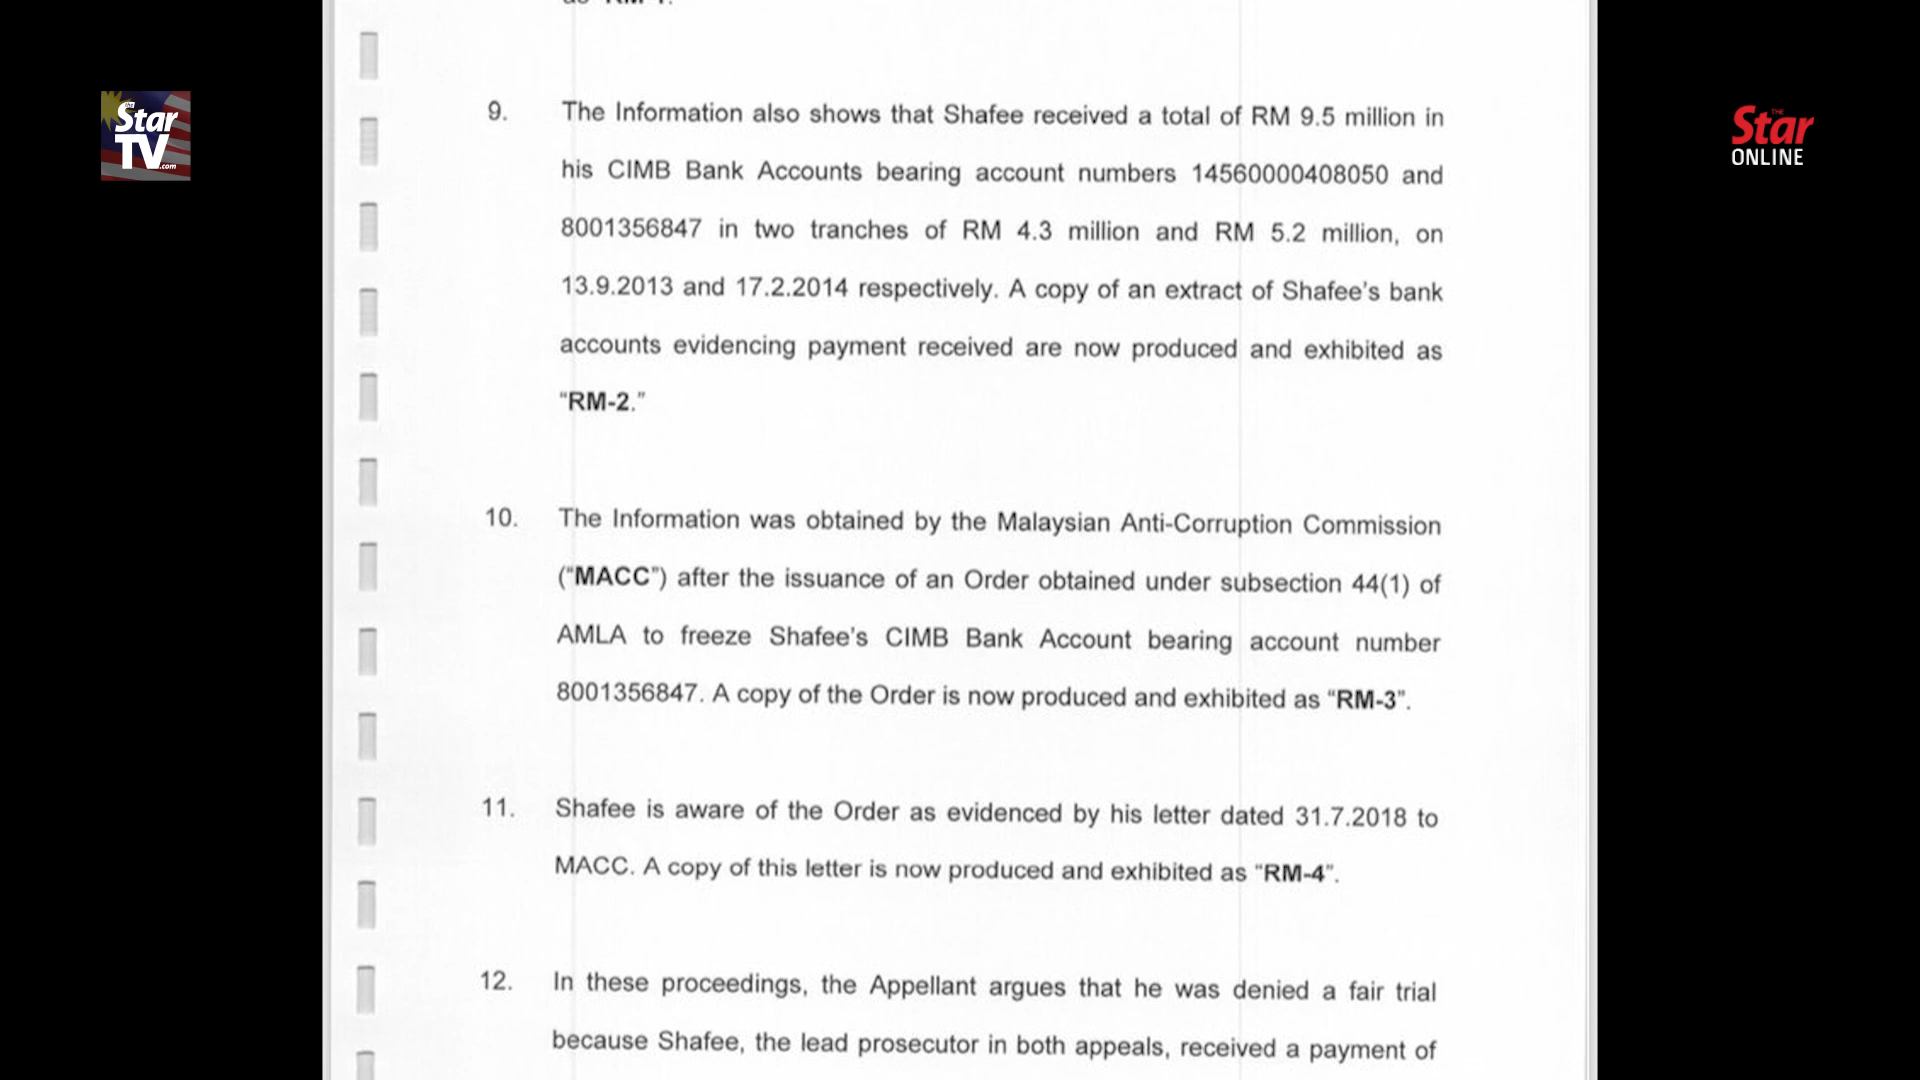 as "RM-1.
the
Star
TV
.com
THE
Star
ONLINE
9. The Information also shows that Shafee received a total of RM 9.5 million in
his CIMB Bank Accounts bearing account numbers 14560000408050 and
8001356847 in two tranches of RM 4.3 million and RM 5.2 million, on
13.9.2013 and 17.2.2014 respectively. A copy of an extract of Shafee's bank
accounts evidencing payment received are now produced and exhibited as
"RM-2."
10. The Information was obtained by the Malaysian Anti-Corruption Commission
("MACC") after the issuance of an Order obtained under subsection 44(1) of
AMLA to freeze Shafee's CIMB Bank Account bearing account number
8001356847. A copy of the Order is now produced and exhibited as "RM-3".
11. Shafee is aware of the Order as evidenced by his letter dated 31.7.2018 to
MACC. A copy of this letter is now produced and exhibited as "RM-4".
12. In these proceedings, the Appellant argues that he was denied a fair trial
because Shafee, the lead prosecutor in both appeals, received a payment of